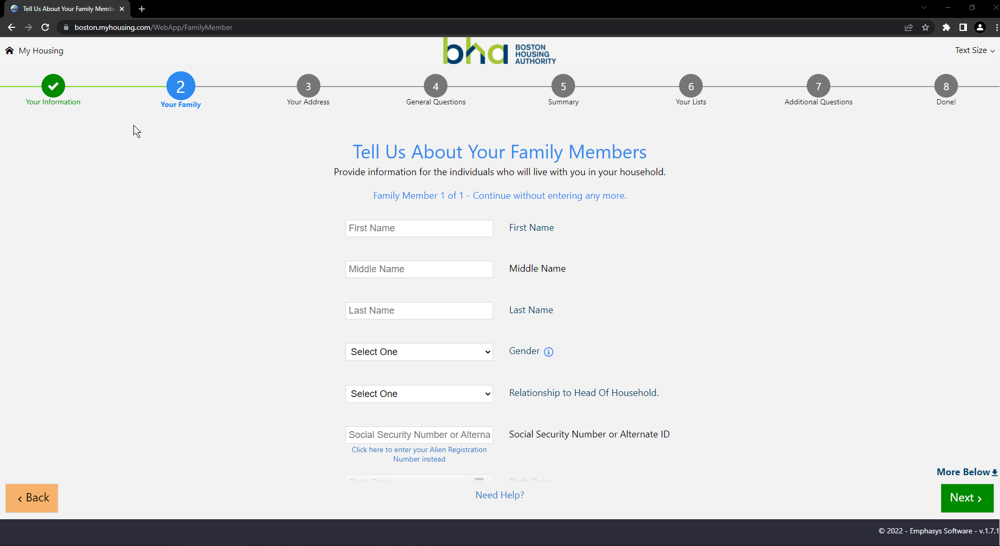 Tell Us About Your Family Membe
boston.myhousing.com/WebApp/FamilyMember
My Housing
bha BOSTON
HOUSING
AUTHORITY
Text Size
Your Information
2
Your Family
3
Your Address
4
General Questions
5
Summary
6
Your Lists
7
Additional Questions
8
Done!
Tell Us About Your Family Members
Provide information for the individuals who will live with you in your household.
Family Member 1 of 1 - Continue without entering any more.
First Name First Name
Middle Name Middle Name
Last Name Last Name
Select One Gender
Select One Relationship to Head Of Household.
Social Security Number or Alterna Social Security Number or Alternate ID
Click here to enter your Alien Registration
Number instead
Birth Date Birth Date
More Below
‹ Back
Need Help?
Next ›
© 2022 - Emphasys Software - v.1.7.1